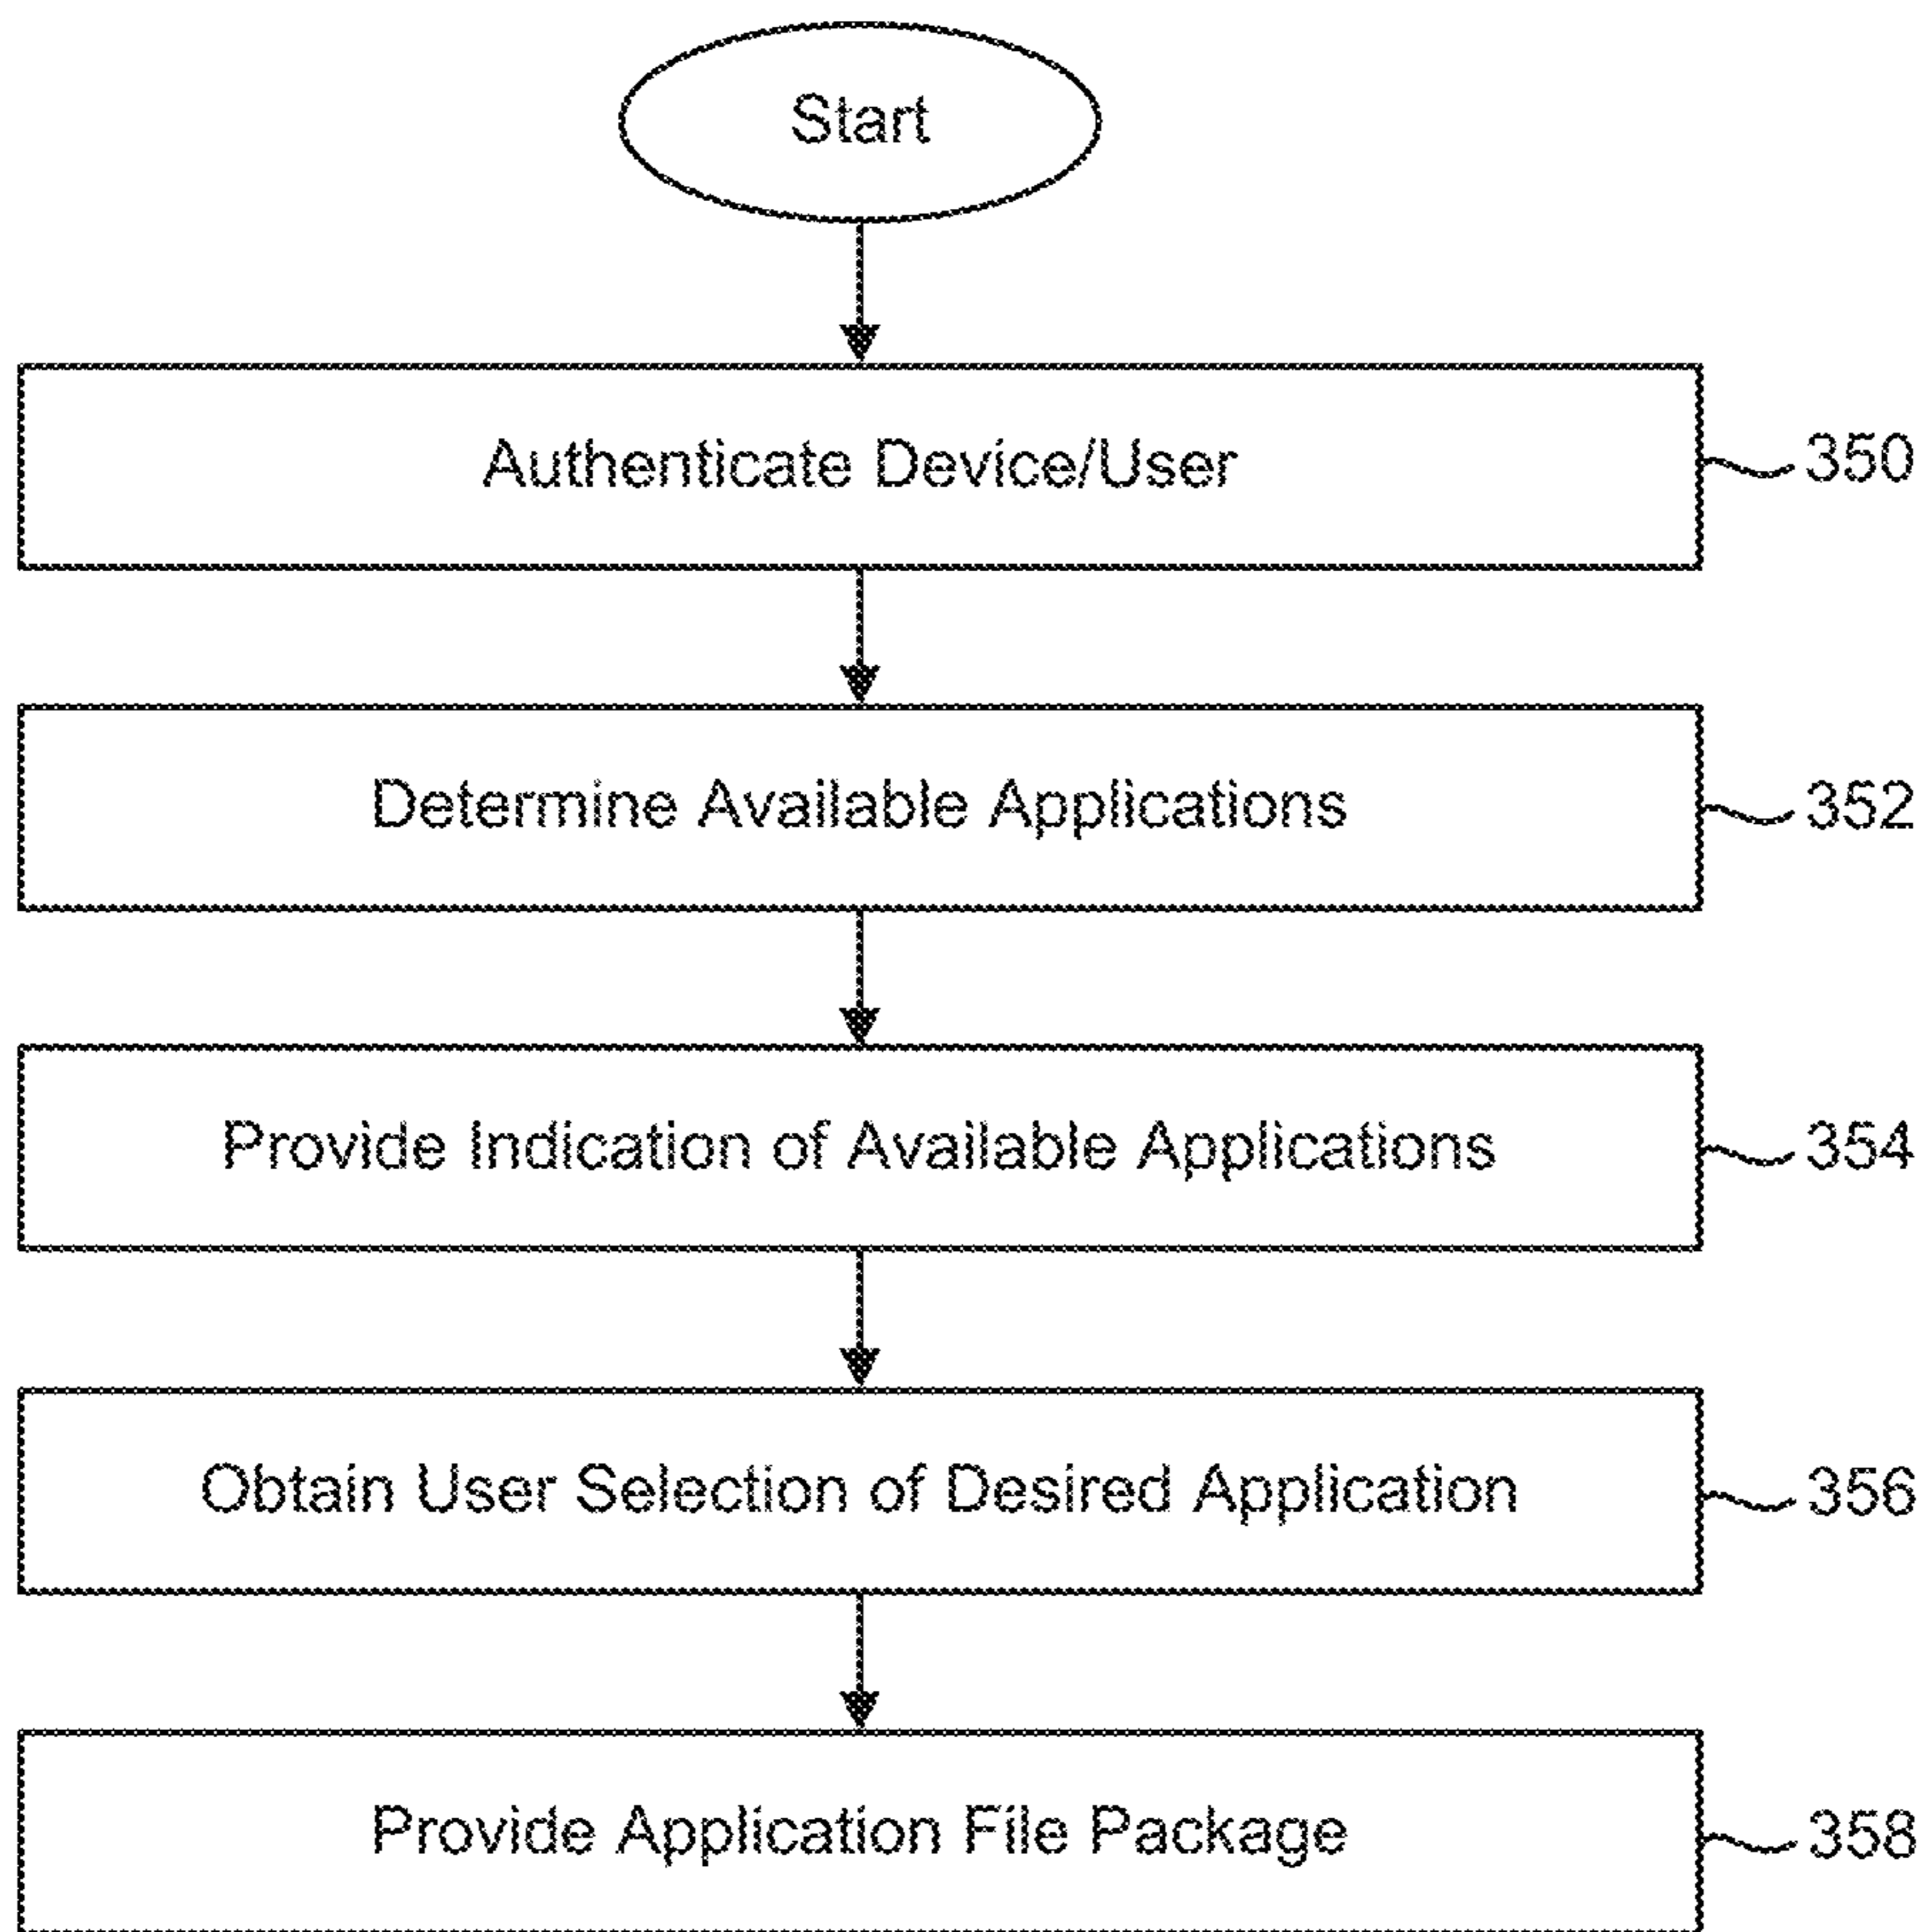 Start
Authenticate Device/User
350
Determine Available Applications
352
Provide Indication of Available Applications
354
Obtain User Selection of Desired Application
356
Provide Application File Package
358